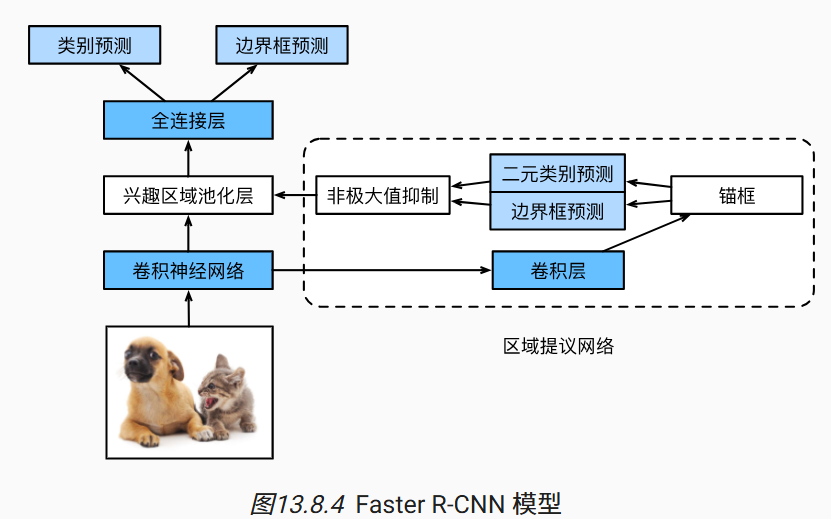 类别预测
边界框预测
全连接层
兴趣区域池化层
非极大值抑制
二元类别预测
边界框预测
锚框
卷积神经网络
卷积层
区域提议网络
图13.8.4 Faster R-CNN 模型